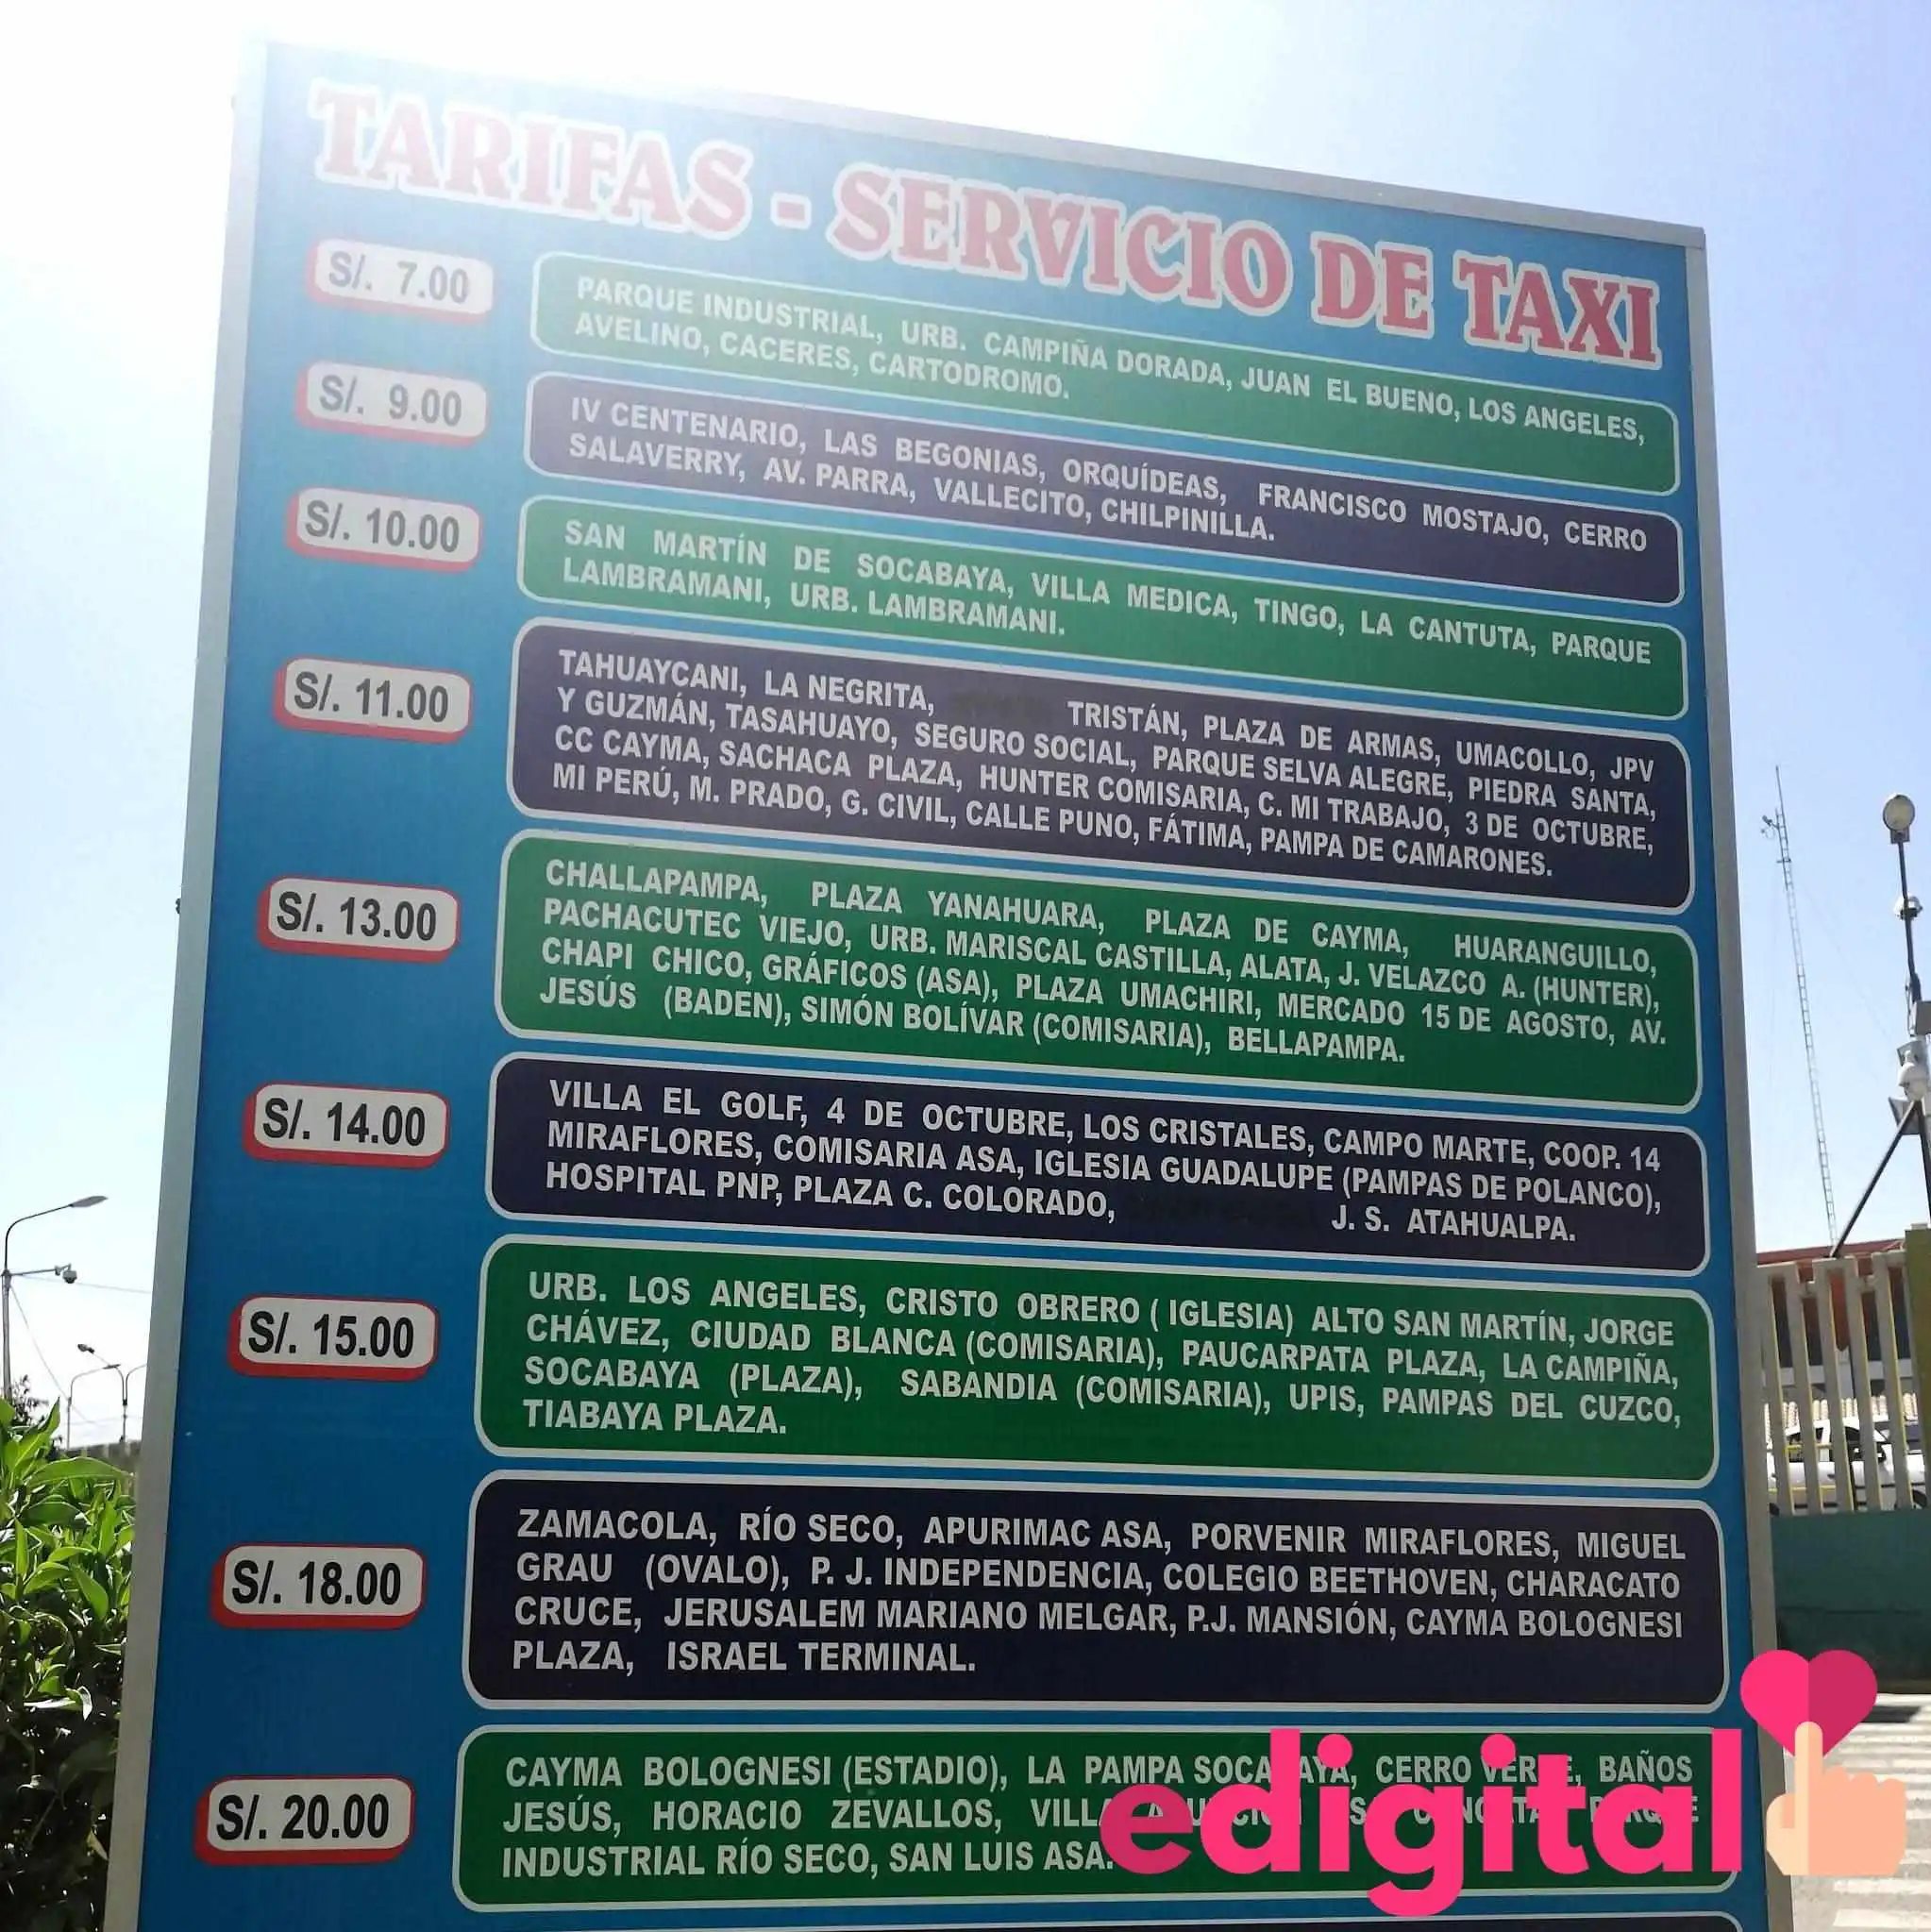 TARIFAS - SERVICIO DE TAXI
S/. 7.00
PARQUE INDUSTRIAL, URB. CAMPIÑA DORADA, JUAN EL BUENO, LOS ANGELES,
AVELINO, CACERES, CARTODROMO.
S/. 9.00
IV CENTENARIO, LAS BEGONIAS, ORQUÍDEAS, FRANCISCO MOSTAJO, CERRO
SALAVERRY, AV. PARRA, VALLECITO, CHILPINILLA.
S/. 10.00
SAN MARTÍN DE SOCABAYA, VILLA MEDICA, TINGO, LA CANTUTA, PARQUE
LAMBRAMANI, URB. LAMBRAMANI.
S/. 11.00
TAHUAYCANI, LA NEGRITA, TRISTÁN, PLAZA DE ARMAS, UMACOLLO, JPV
Y GUZMÁN, TASAHUAYO, SEGURO SOCIAL, PARQUE SELVA ALEGRE, PIEDRA SANTA,
CC CAYMA, SACHACA PLAZA, HUNTER COMISARIA, C. MI TRABAJO, 3 DE OCTUBRE,
MI PERÚ, M. PRADO, G. CIVIL, CALLE PUNO, FÁTIMA, PAMPA DE CAMARONES.
S/. 13.00
CHALLAPAMPA, PLAZA YANAHUARA, PLAZA DE CAYMA, HUARANGUILLO,
PACHACUTEC VIEJO, URB. MARISCAL CASTILLA, ALATA, J. VELAZCO A. (HUNTER),
CHAPI CHICO, GRÁFICOS (ASA), PLAZA UMACHIRI, MERCADO 15 DE AGOSTO, AV.
JESÚS (BADEN), SIMÓN BOLÍVAR (COMISARIA), BELLAPAMPA.
S/. 14.00
VILLA EL GOLF, 4 DE OCTUBRE, LOS CRISTALES, CAMPO MARTE, COOP. 14
MIRAFLORES, COMISARIA ASA, IGLESIA GUADALUPE (PAMPAS DE POLANCO),
HOSPITAL PNP, PLAZA C. COLORADO, J. S. ATAHUALPA.
S/. 15.00
URB. LOS ANGELES, CRISTO OBRERO ( IGLESIA) ALTO SAN MARTÍN, JORGE
CHÁVEZ, CIUDAD BLANCA (COMISARIA), PAUCARPATA PLAZA, LA CAMPIÑA,
SOCABAYA (PLAZA), SABANDIA (COMISARIA), UPIS, PAMPAS DEL CUZCO,
TIABAYA PLAZA.
S/. 18.00
ZAMACOLA, RÍO SECO, APURIMAC ASA, PORVENIR MIRAFLORES, MIGUEL
GRAU (OVALO), P. J. INDEPENDENCIA, COLEGIO BEETHOVEN, CHARACATO
CRUCE, JERUSALEM MARIANO MELGAR, P.J. MANSIÓN, CAYMA BOLOGNESI
PLAZA, ISRAEL TERMINAL.
S/. 20.00
CAYMA BOLOGNESI (ESTADIO), LA PAMPA SOCABAYA, CERRO VERDE, BAÑOS
JESÚS, HORACIO ZEVALLOS, VILLA
INDUSTRIAL RÍO SECO, SAN LUIS ASA.
edigital